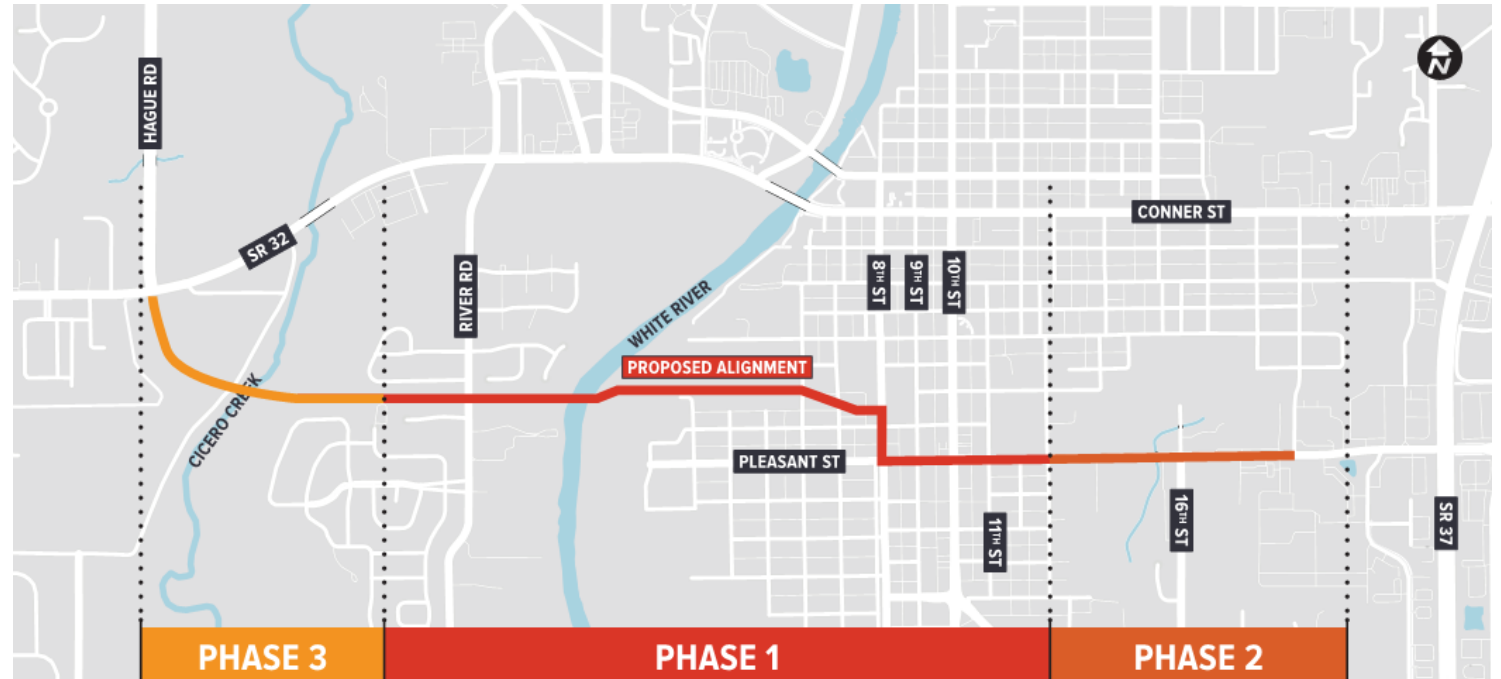 N
HAGUE RD
SR 32
RIVER RD
CONNER ST
8TH ST
9TH ST
10TH ST
WHITE RIVER
PROPOSED ALIGNMENT
CICERO CREEK
PLEASANT ST
11TH ST
16TH ST
SR 37
PHASE 3
PHASE 1
PHASE 2